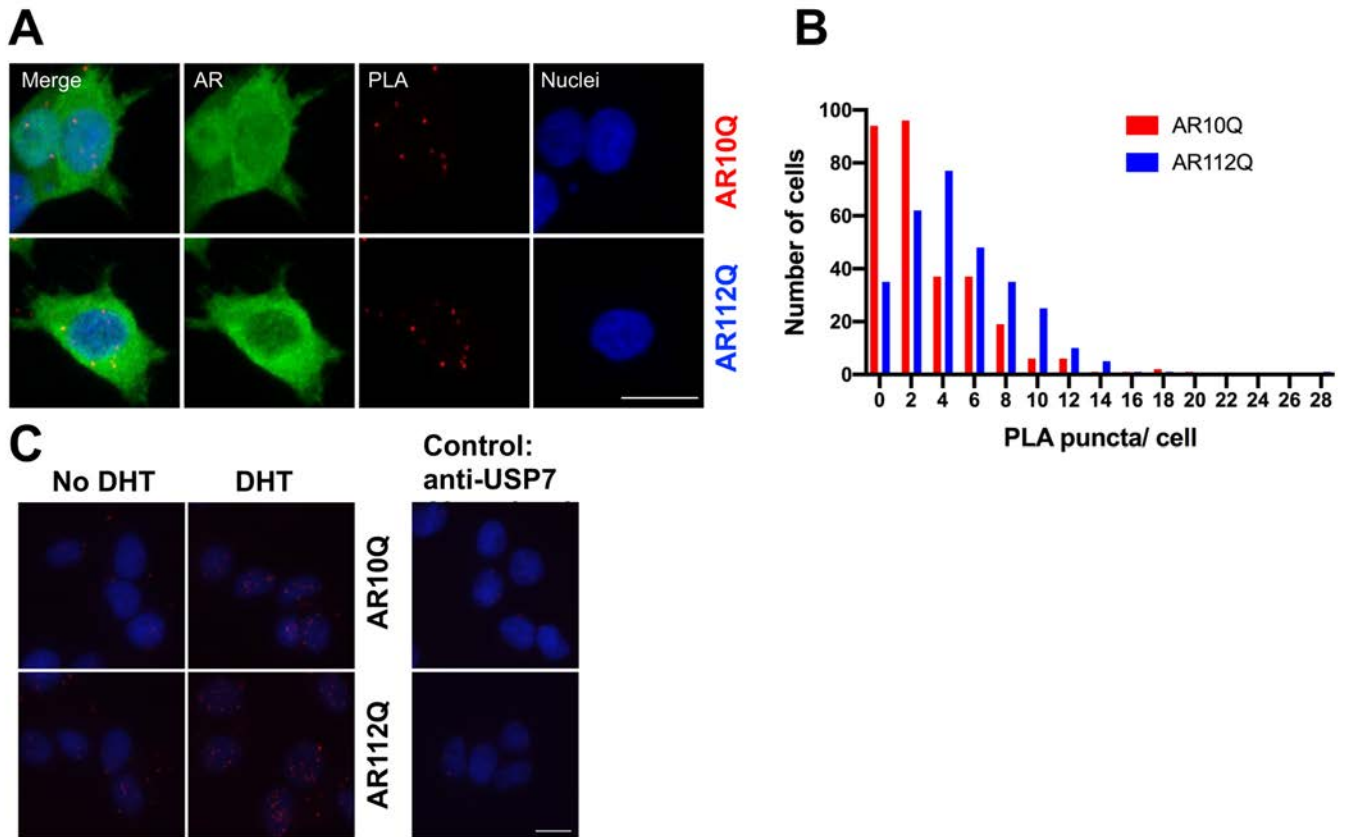 A
Merge
AR
PLA
Nuclei
AR10Q
AR112Q
B
Number of cells
100
80
60
40
20
0
AR10Q
AR112Q
0 2 4 6 8 10 12 14 16 18 20 22 24 26 28
PLA puncta/ cell
C
No DHT
DHT
Control:
anti-USP7
AR10Q
AR112Q